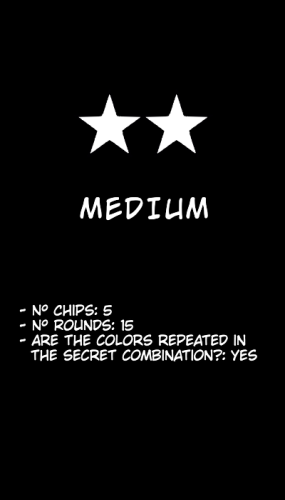 MEDIUM
- Nº CHIPS: 5
- Nº ROUNDS: 15
- ARE THE COLORS REPEATED IN
THE SECRET COMBINATION?: YES